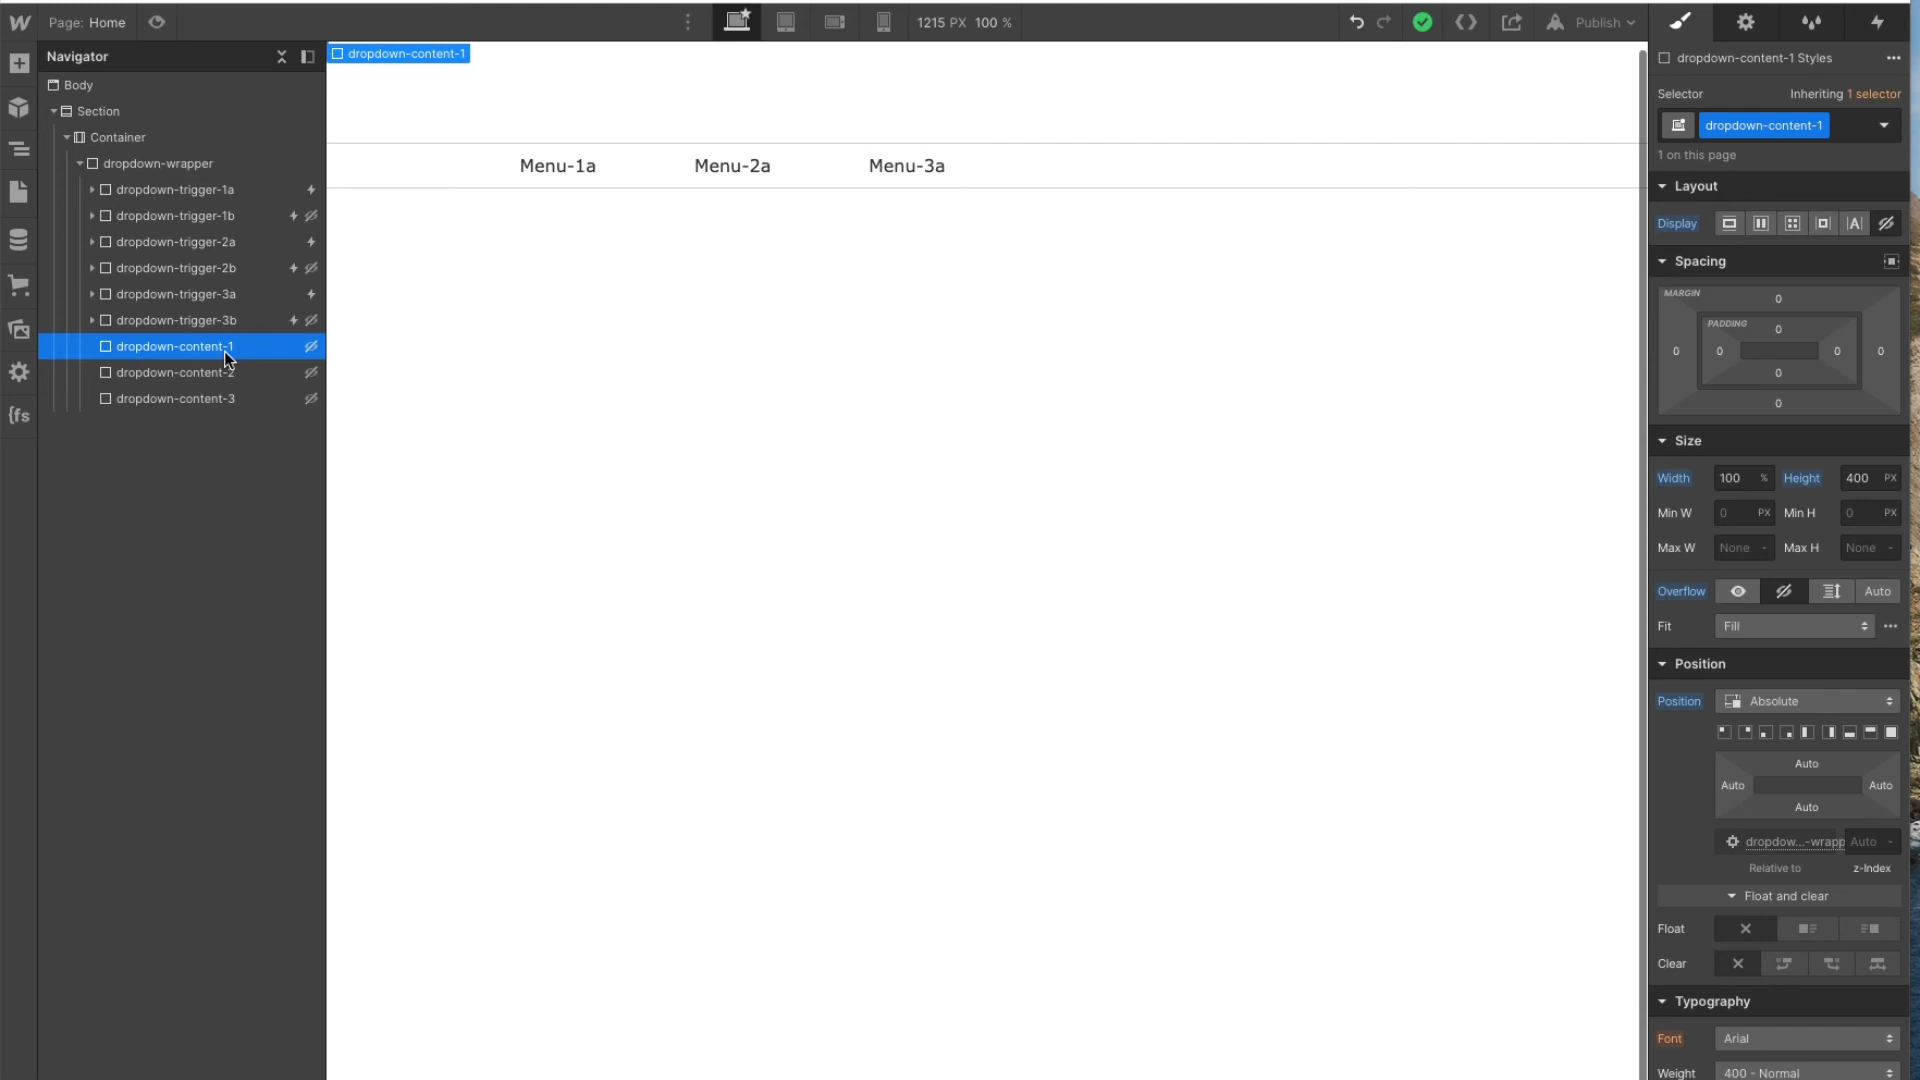 Page: Home
1215 PX 100 %
Publish
Navigator
Body
Section
Container
dropdown-wrapper
dropdown-trigger-1a
dropdown-trigger-1b
dropdown-trigger-2a
dropdown-trigger-2b
dropdown-trigger-3a
dropdown-trigger-3b
dropdown-content-1
dropdown-content-2
dropdown-content-3
{fs
dropdown-content-1
Menu-1a Menu-2a Menu-3a
dropdown-content-1 Styles
Selector Inheriting 1 selector
dropdown-content-1
1 on this page
Layout
Display
Spacing
MARGIN
0
PADDING
0
0 0 0 0
0
0
Size
Width 100 % Height 400 PX
Min W 0 PX Min H 0 PX
Max W None - Max H None -
Overflow Auto
Fit Fill
Position
Position Absolute
Auto
Auto Auto
Auto
dropdow...-wrapp Auto -
Relative to z-Index
Float and clear
Float
Clear
Typography
Font Arial
Weight 400 - Normal